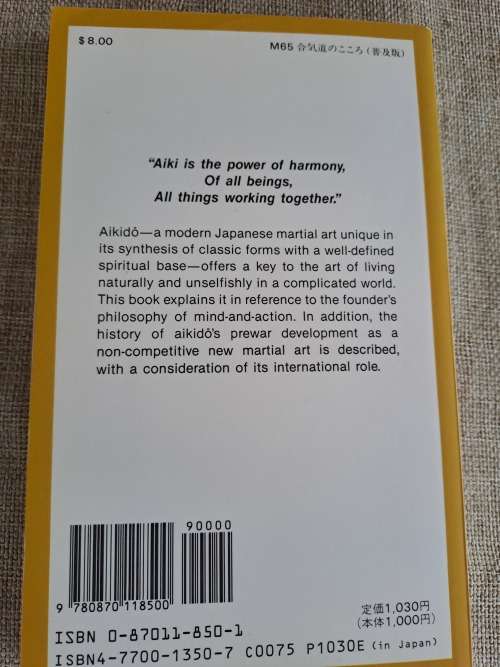 $8.00
M65 合気道のこころ(普及版)
“Aiki is the power of harmony,
Of all beings,
All things working together.”
Aikidō—a modern Japanese martial art unique in
its synthesis of classic forms with a well-defined
spiritual base—offers a key to the art of living
naturally and unselfishly in a complicated world.
This book explains it in reference to the founder’s
philosophy of mind-and-action. In addition, the
history of aikidō’s prewar development as a
non-competitive new martial art is described,
with a consideration of its international role.
90000
9 780870 118500
定価1,030円
(本体1,000円)
ISBN 0-87011-850-1
ISBN4-7700-1350-7 C0075 P1030E (in Japan)